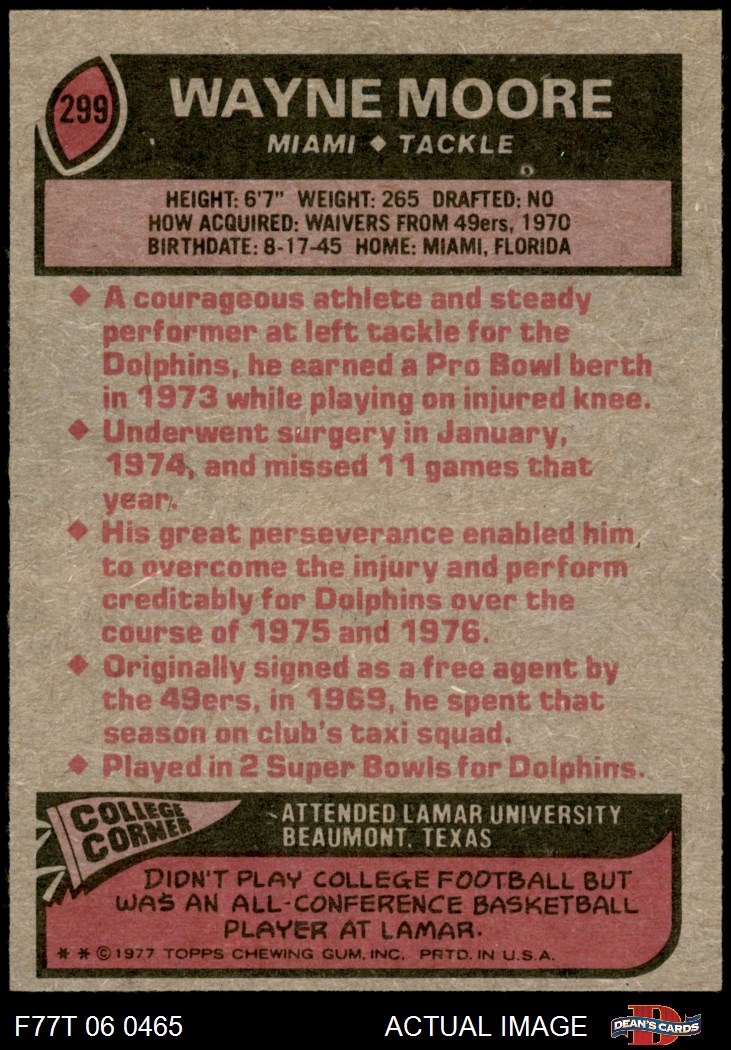 299
WAYNE MOORE
MIAMI ◆ TACKLE
HEIGHT: 6'7" WEIGHT: 265 DRAFTED: NO
HOW ACQUIRED: WAIVERS FROM 49ers, 1970
BIRTHDATE: 8-17-45 HOME: MIAMI, FLORIDA
◆ A courageous athlete and steady
performer at left tackle for the
Dolphins, he earned a Pro Bowl berth
in 1973 while playing on injured knee.
◆ Underwent surgery in January,
1974, and missed 11 games that
year.
◆ His great perseverance enabled him
to overcome the injury and perform
creditably for Dolphins over the
course of 1975 and 1976.
◆ Originally signed as a free agent by
the 49ers, in 1969, he spent that
season on club's taxi squad.
◆ Played in 2 Super Bowls for Dolphins.
COLLEGE
CORNER
ATTENDED LAMAR UNIVERSITY
BEAUMONT, TEXAS
DIDN'T PLAY COLLEGE FOOTBALL BUT
WAS AN ALL-CONFERENCE BASKETBALL
PLAYER AT LAMAR.
* * © 1977 TOPPS CHEWING GUM, INC. PRTD. IN U.S.A.
F77T 06 0465 ACTUAL IMAGE D DEAN'S CARDS